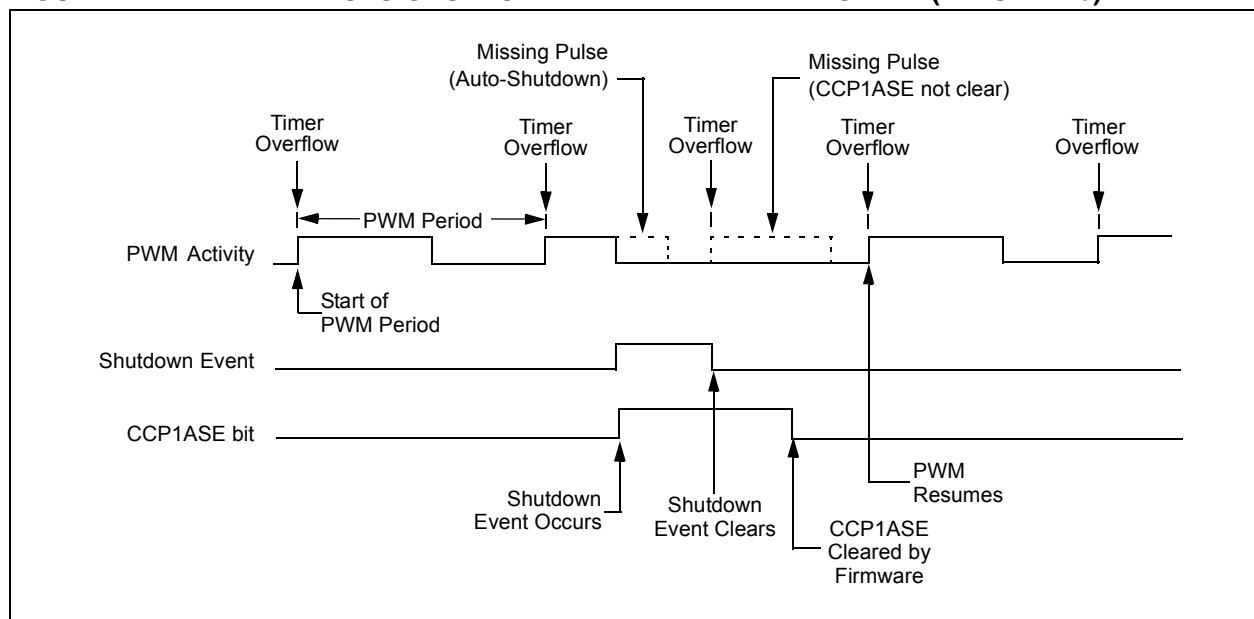 Missing Pulse
(Auto-Shutdown)
Missing Pulse
(CCP1ASE not clear)
Timer
Overflow
Timer
Overflow
Timer
Overflow
Timer
Overflow
Timer
Overflow
PWM Period
PWM Activity
Start of
PWM Period
Shutdown Event
CCP1ASE bit
Shutdown
Event Occurs
Shutdown
Event Clears
PWM
Resumes
CCP1ASE
Cleared by
Firmware